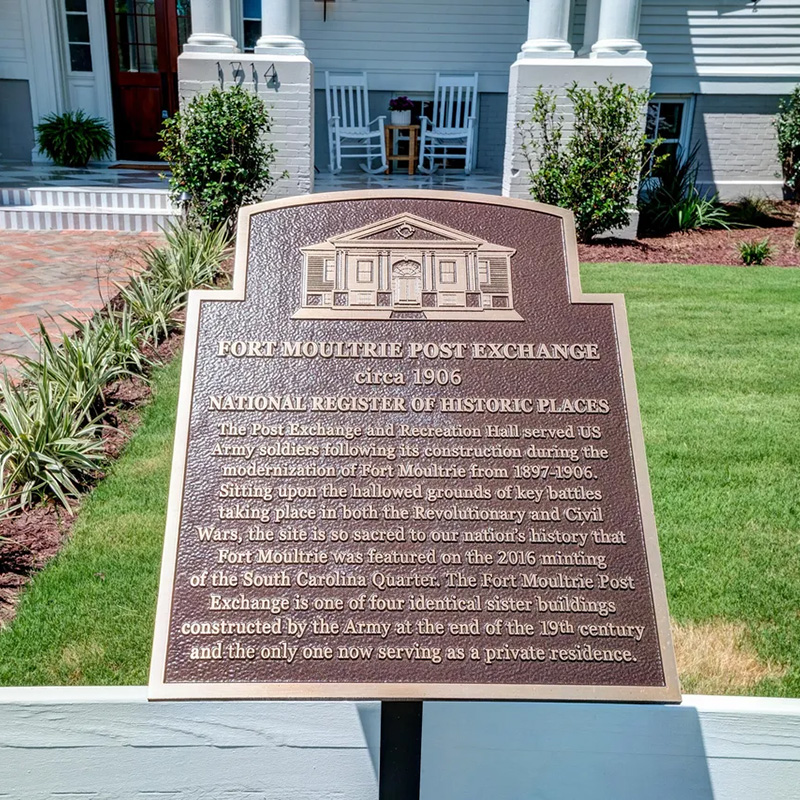 1714
FORT MOULTRIE POST EXCHANGE
circa 1906
NATIONAL REGISTER OF HISTORIC PLACES
The Post Exchange and Recreation Hall served US
Army soldiers following its construction during the
modernization of Fort Moultrie from 1897-1906.
Sitting upon the hallowed grounds of key battles
taking place in both the Revolutionary and Civil
Wars, the site is so sacred to our nation's history that
Fort Moultrie was featured on the 2016 minting
of the South Carolina Quarter. The Fort Moultrie Post
Exchange is one of four identical sister buildings
constructed by the Army at the end of the 19th century
and the only one now serving as a private residence.